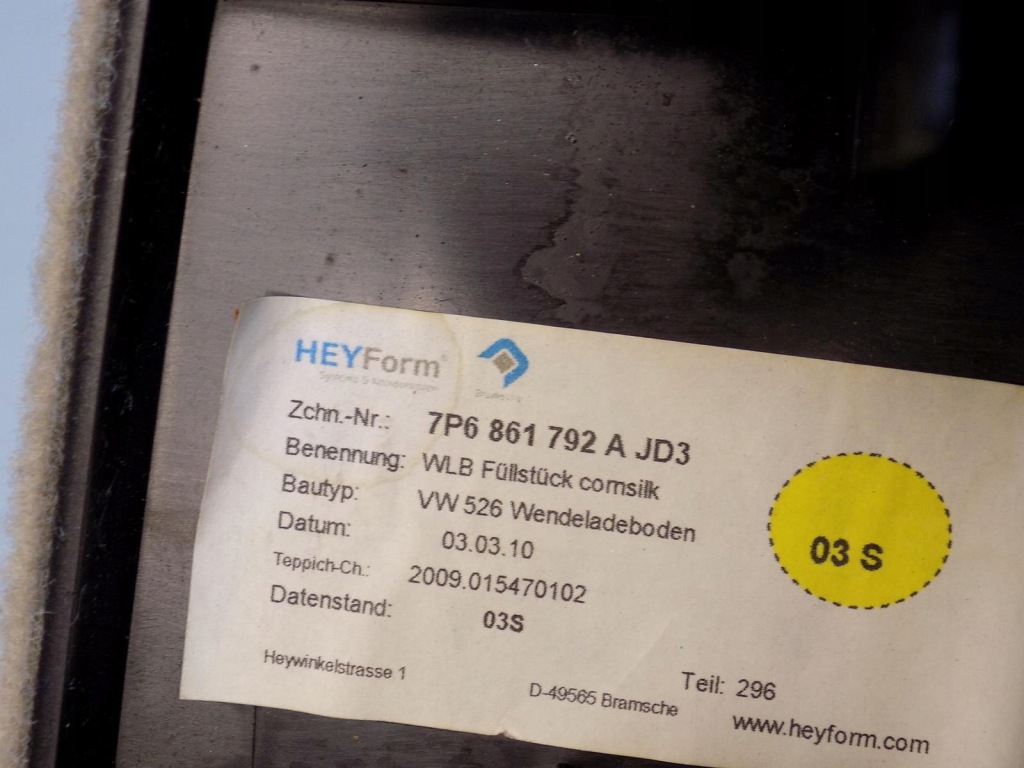 HEYForm®
Zchn.-Nr.: 7P6 861 792 A JD3
Benennung: WLB Füllstück cornsilk
Bautyp: VW 526 Wendeladeboden
Datum: 03.03.10
Teppich-Ch.: 2009.015470102
Datenstand: 03S
03 S
Heywinkelstrasse 1
D-49565 Bramsche
Teil: 296
www.heyform.com